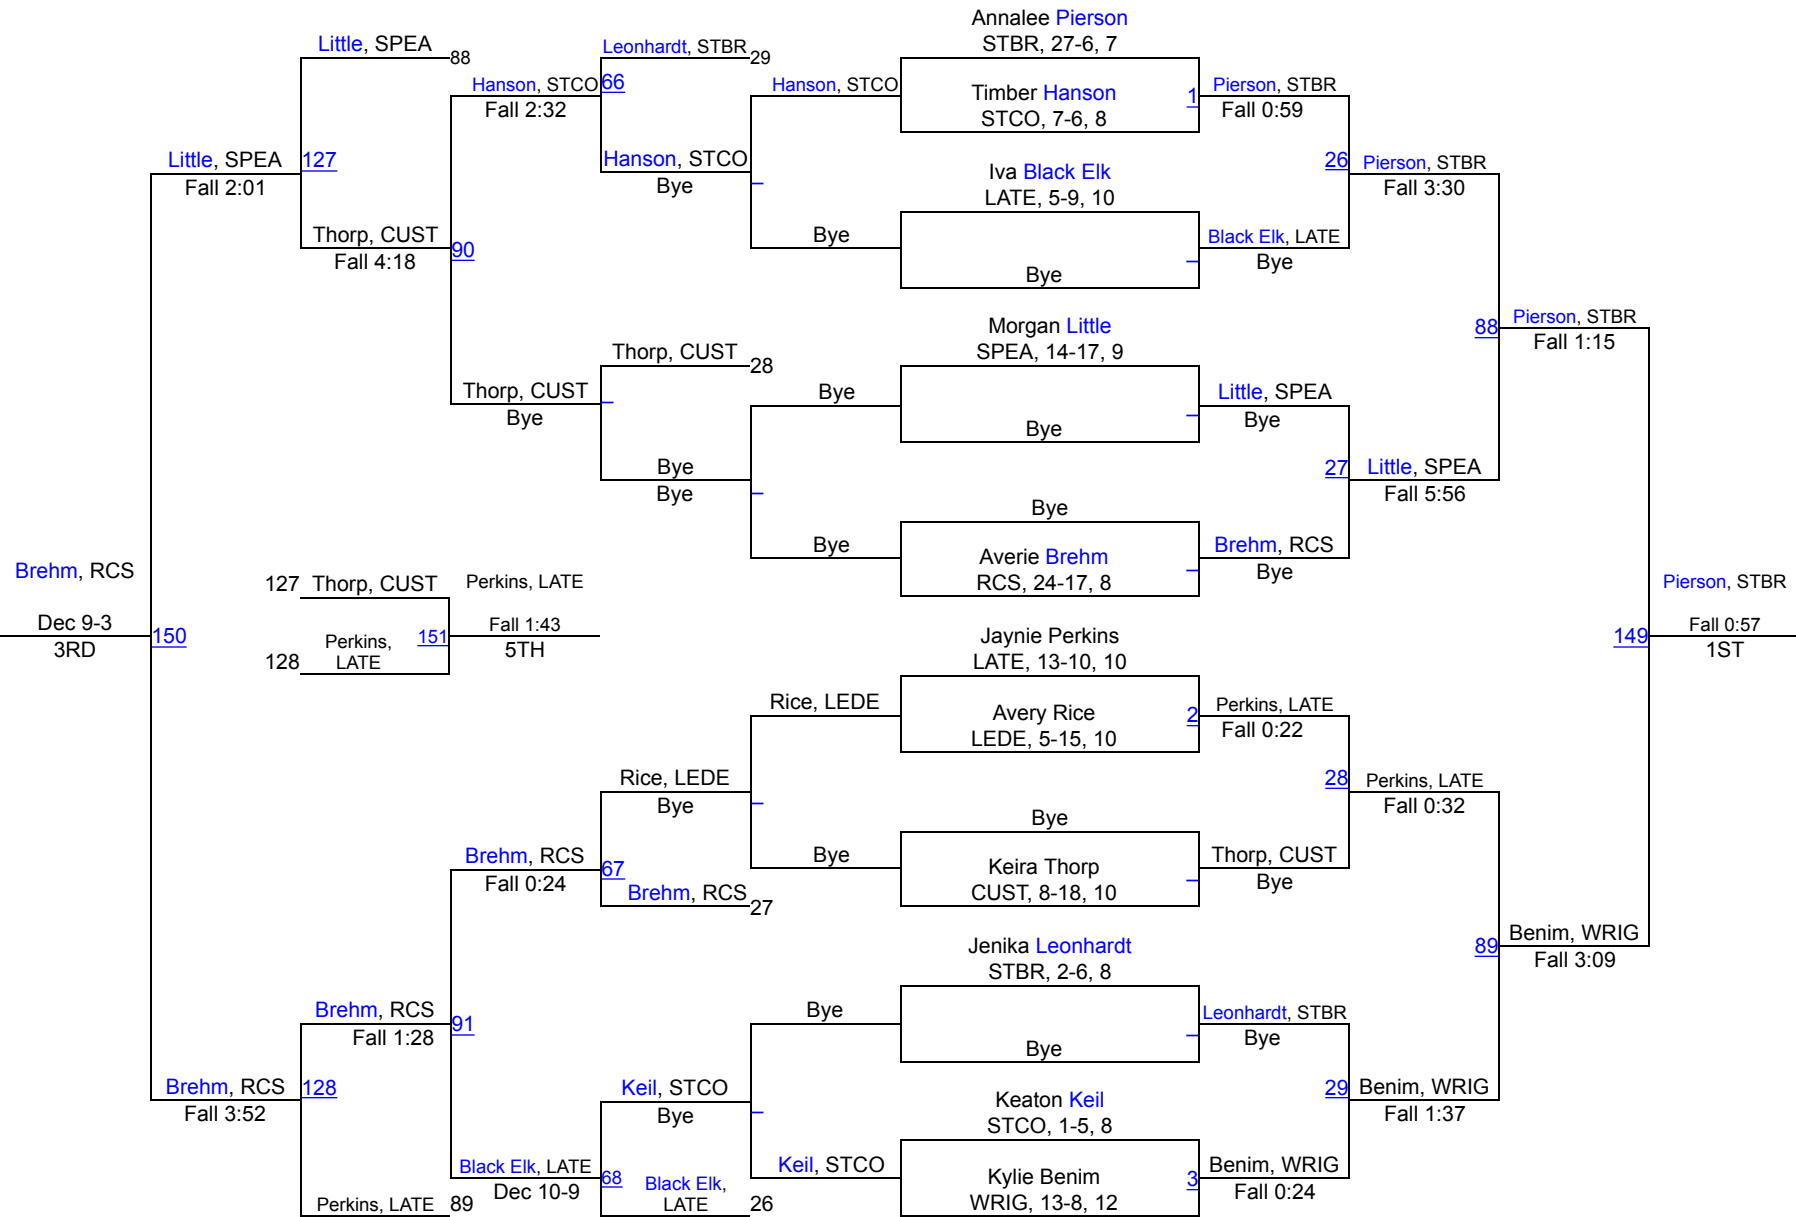 Annalee Pierson
STBR, 27-6, 7
Little, SPEA
88
Leonhardt, STBR
29
Hanson, STCO
66
Fall 2:32
Hanson, STCO
Timber Hanson
STCO, 7-6, 8
1
Pierson, STBR
Fall 0:59
Little, SPEA
127
Fall 2:01
Hanson, STCO
Bye
Iva Black Elk
LATE, 5-9, 10
26
Pierson, STBR
Fall 3:30
Thorp, CUST
Fall 4:18
90
Bye
Bye
Black Elk, LATE
Bye
Morgan Little
SPEA, 14-17, 9
88
Pierson, STBR
Fall 1:15
Thorp, CUST
28
Thorp, CUST
Bye
Bye
Bye
Little, SPEA
Bye
Bye
Bye
27
Little, SPEA
Fall 5:56
Bye
Bye
Averie Brehm
RCS, 24-17, 8
Brehm, RCS
Bye
Brehm, RCS
Dec 9-3
3RD
150
127
Thorp, CUST
Perkins, LATE
128
Perkins,
LATE
151
Fall 1:43
5TH
Pierson, STBR
149
Fall 0:57
1ST
Jaynie Perkins
LATE, 13-10, 10
Rice, LEDE
Avery Rice
LEDE, 5-15, 10
2
Perkins, LATE
Fall 0:22
Rice, LEDE
Bye
28
Perkins, LATE
Fall 0:32
Brehm, RCS
Fall 0:24
67
Bye
Bye
Keira Thorp
CUST, 8-18, 10
Thorp, CUST
Bye
Brehm, RCS
27
Jenika Leonhardt
STBR, 2-6, 8
89
Benim, WRIG
Fall 3:09
Brehm, RCS
Fall 1:28
91
Bye
Bye
Leonhardt, STBR
Bye
Brehm, RCS
Fall 3:52
128
Keil, STCO
Bye
Keaton Keil
STCO, 1-5, 8
29
Benim, WRIG
Fall 1:37
Black Elk, LATE
Dec 10-9
68
Keil, STCO
Kylie Benim
WRIG, 13-8, 12
3
Benim, WRIG
Fall 0:24
Perkins, LATE
89
Black Elk,
LATE
26